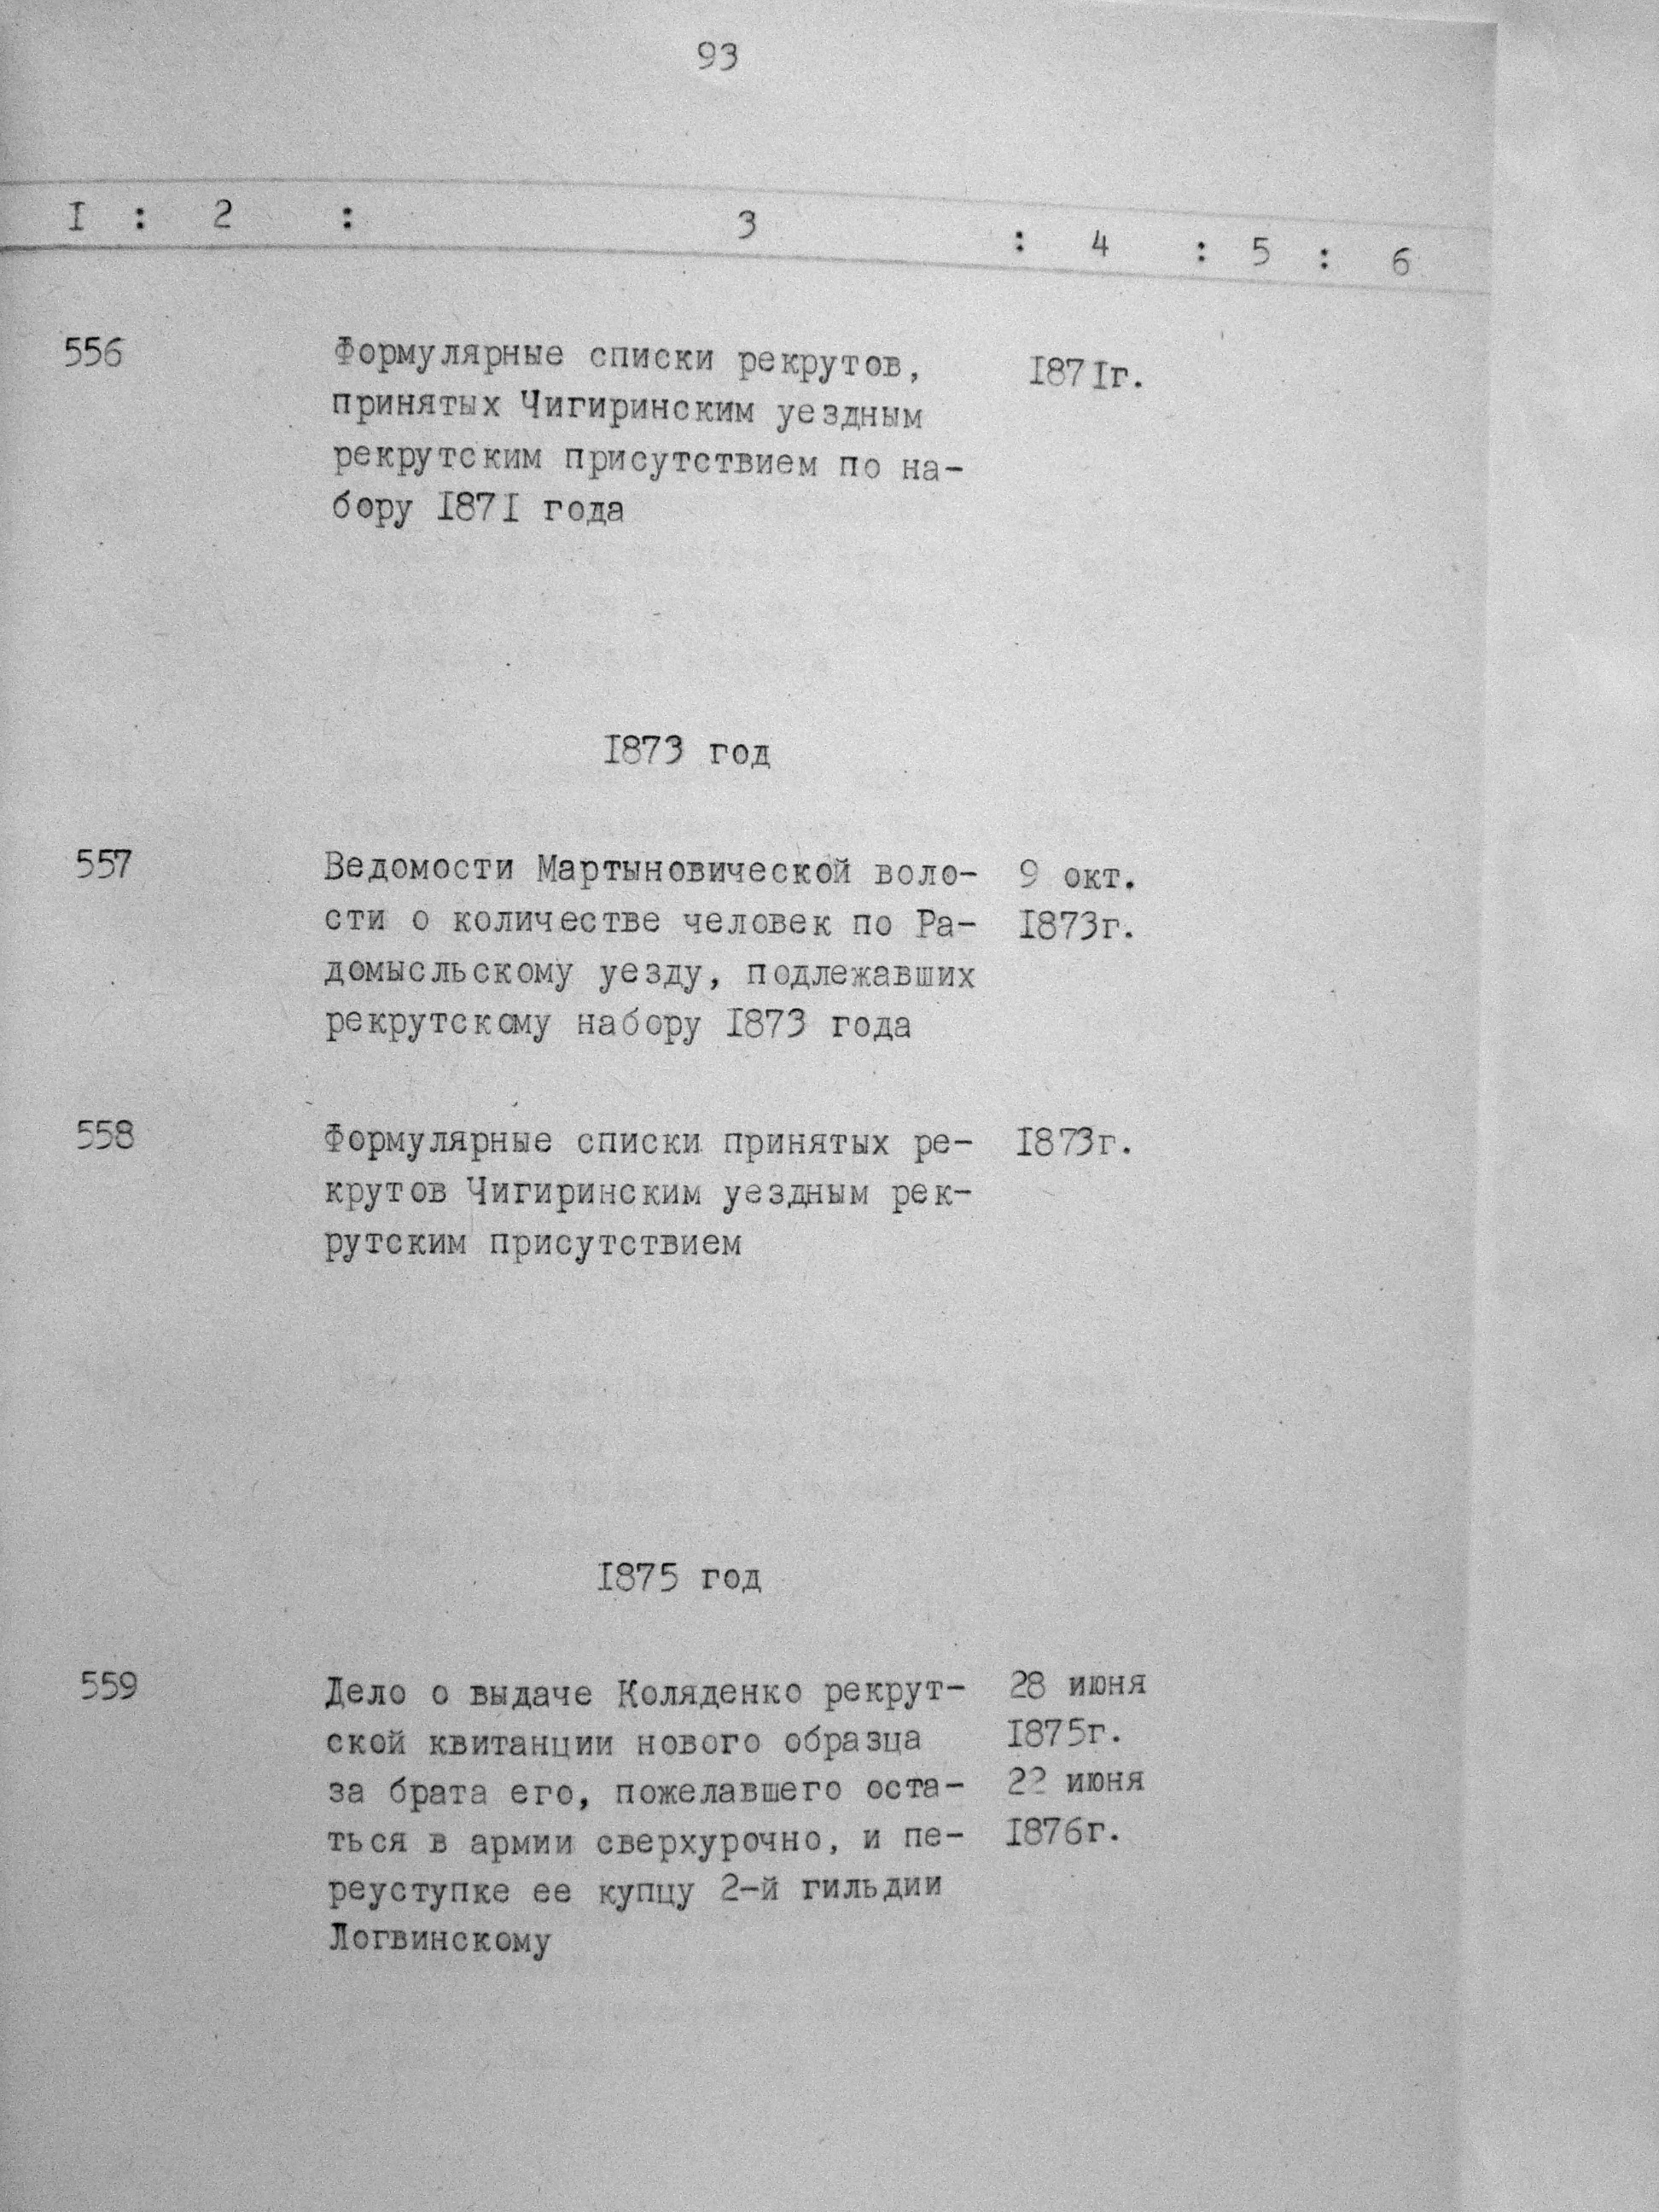 93
I : 2 : 3 : 4 : 5 : 6
556 Формулярные списки рекрутов, I87Iг.
принятых Чигиринским уездным
рекрутским присутствием по на-
бору I87I года
I873 год
557 Ведомости Мартыновической воло- 9 окт.
сти о количестве человек по Ра- I873г.
домысльскому уезду, подлежавших
рекрутскому набору I873 года
558 Формулярные списки принятых ре- I873г.
крутов Чигиринским уездным рек-
рутским присутствием
I875 год
559 Дело о выдаче Коляденко рекрут- 28 июня
ской квитанции нового образца I875г.
за брата его, пожелавшего оста- 22 июня
ться в армии сверхурочно, и пе- I876г.
реуступке ее купцу 2-й гильдии
Логвинскому